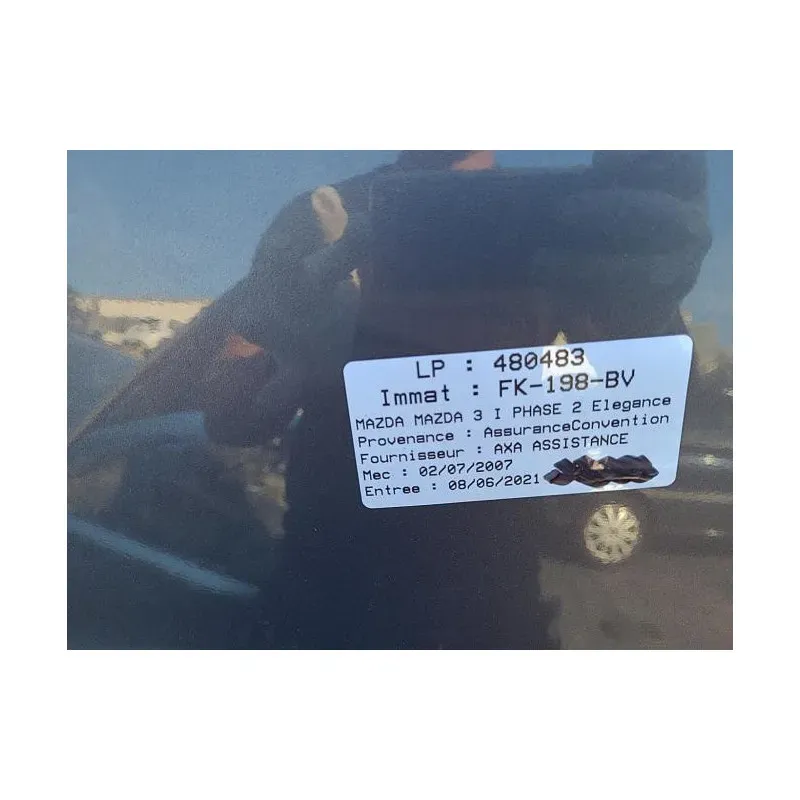 LP : 480483
Immat : FK-198-BV
MAZDA MAZDA 3 I PHASE 2 Elegance
Provenance : AssuranceConvention
Fournisseur : AXA ASSISTANCE
Mec : 02/07/2007
Entree : 08/06/2021